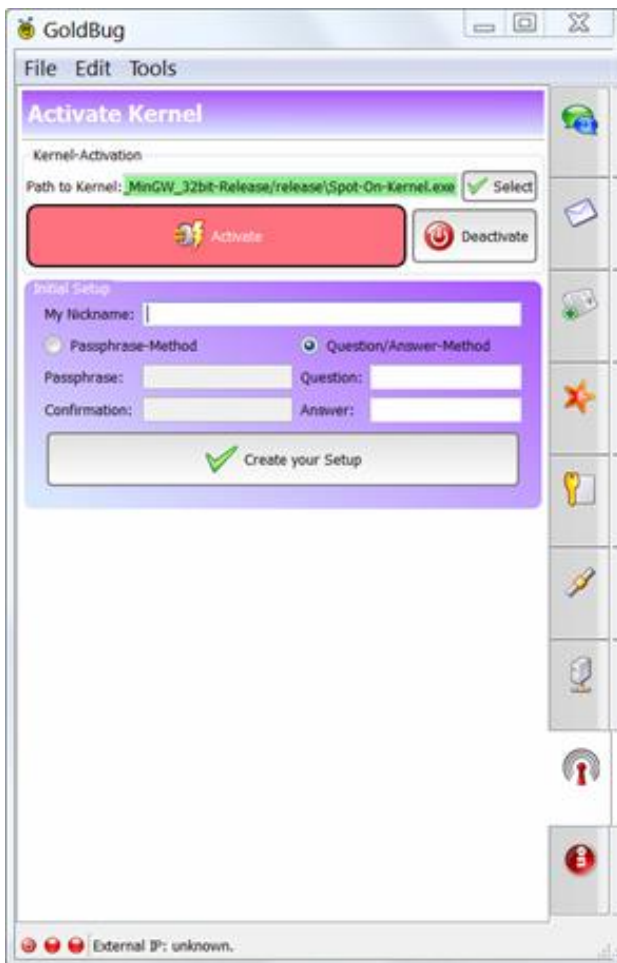 GoldBug
File Edit Tools
Activate Kernel
Kernel-Activation
Path to Kernel: _MinGW_32bit-Release/release\Spot-On-Kernel.exe Select
Activate Deactivate
Initial Setup
My Nickname:
Passphrase-Method Question/Answer-Method
Passphrase: Question:
Confirmation: Answer:
Create your Setup
External IP: unknown.